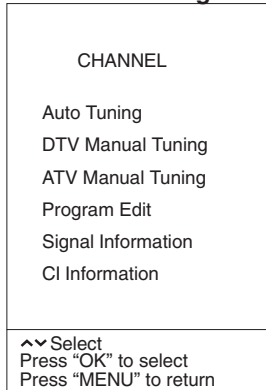 CHANNEL
Auto Tuning
DTV Manual Tuning
ATV Manual Tuning
Program Edit
Signal Information
CI Information
Select
Press “OK” to select
Press “MENU” to return